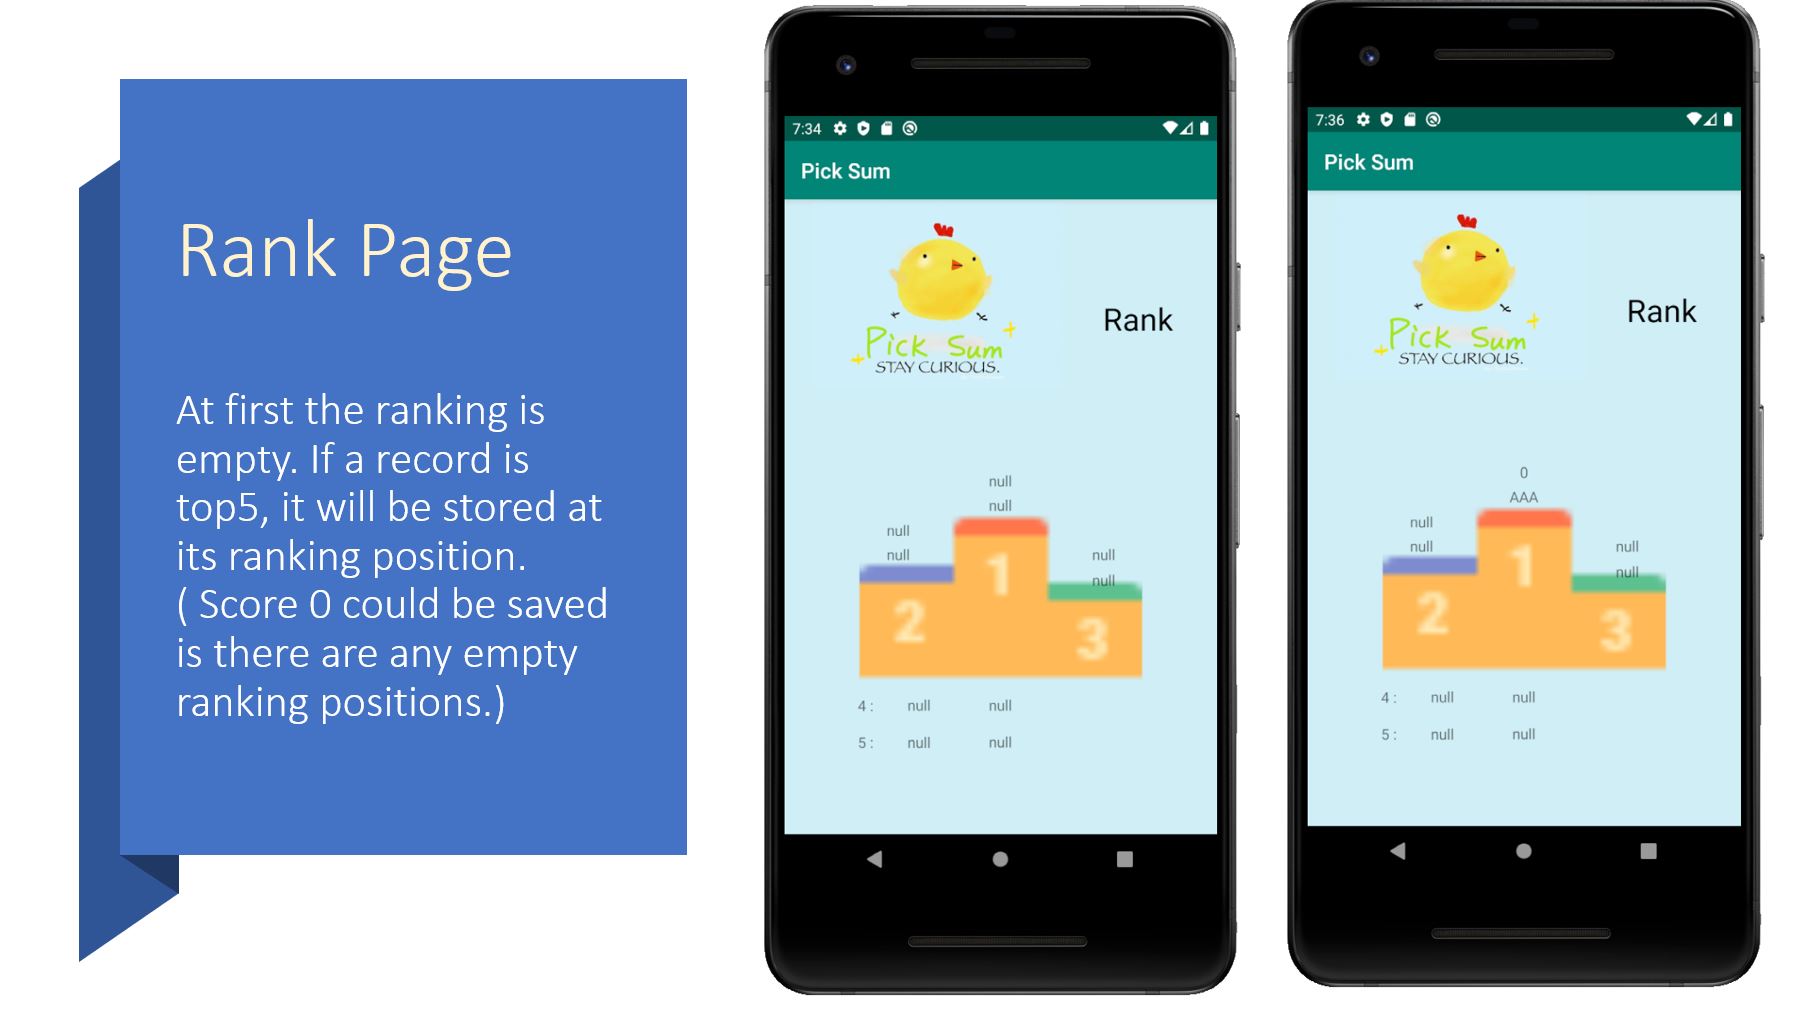 Rank Page
At first the ranking is
empty. If a record is
top5, it will be stored at
its ranking position.
( Score 0 could be saved
is there are any empty
ranking positions.)
7:34
Pick Sum
Pick Sum
STAY CURIOUS.
Rank
null
null
null
null
null
null
1
2
3
4 : null null
5 : null null
7:36
Pick Sum
Pick Sum
STAY CURIOUS.
Rank
0
AAA
null
null
null
null
1
2
3
4 : null null
5 : null null